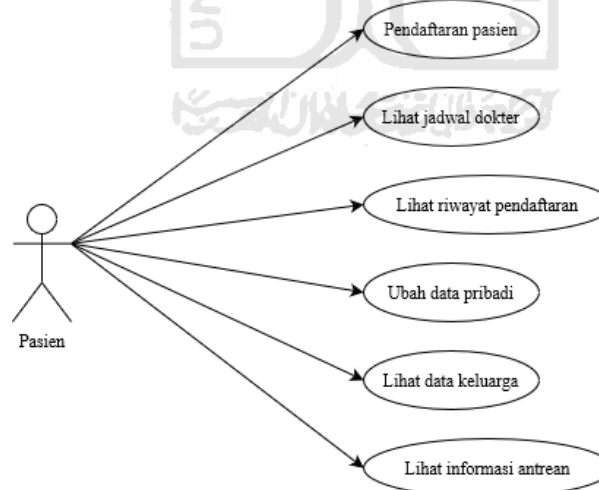 Pendaftaran pasien
Lihat jadwal dokter
Lihat riwayat pendaftaran
Ubah data pribadi
Pasien
Lihat data keluarga
Lihat informasi antrean